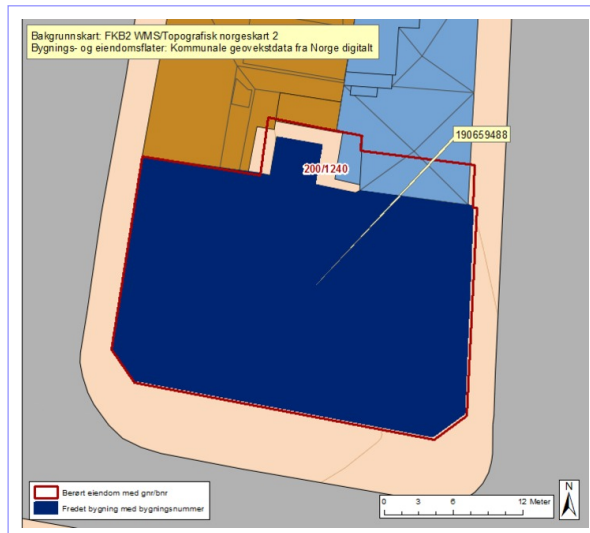 Bakgrunnskart: FKB2 WMS/Topografisk norgeskart 2
Bygnings- og eiendomsflater: Kommunale geovekstdata fra Norge digitalt
190659488
200/1240
Berørt eiendom med gnr/bnr
Fredet bygning med bygningsnummer
0 3 6 12 Meter
N